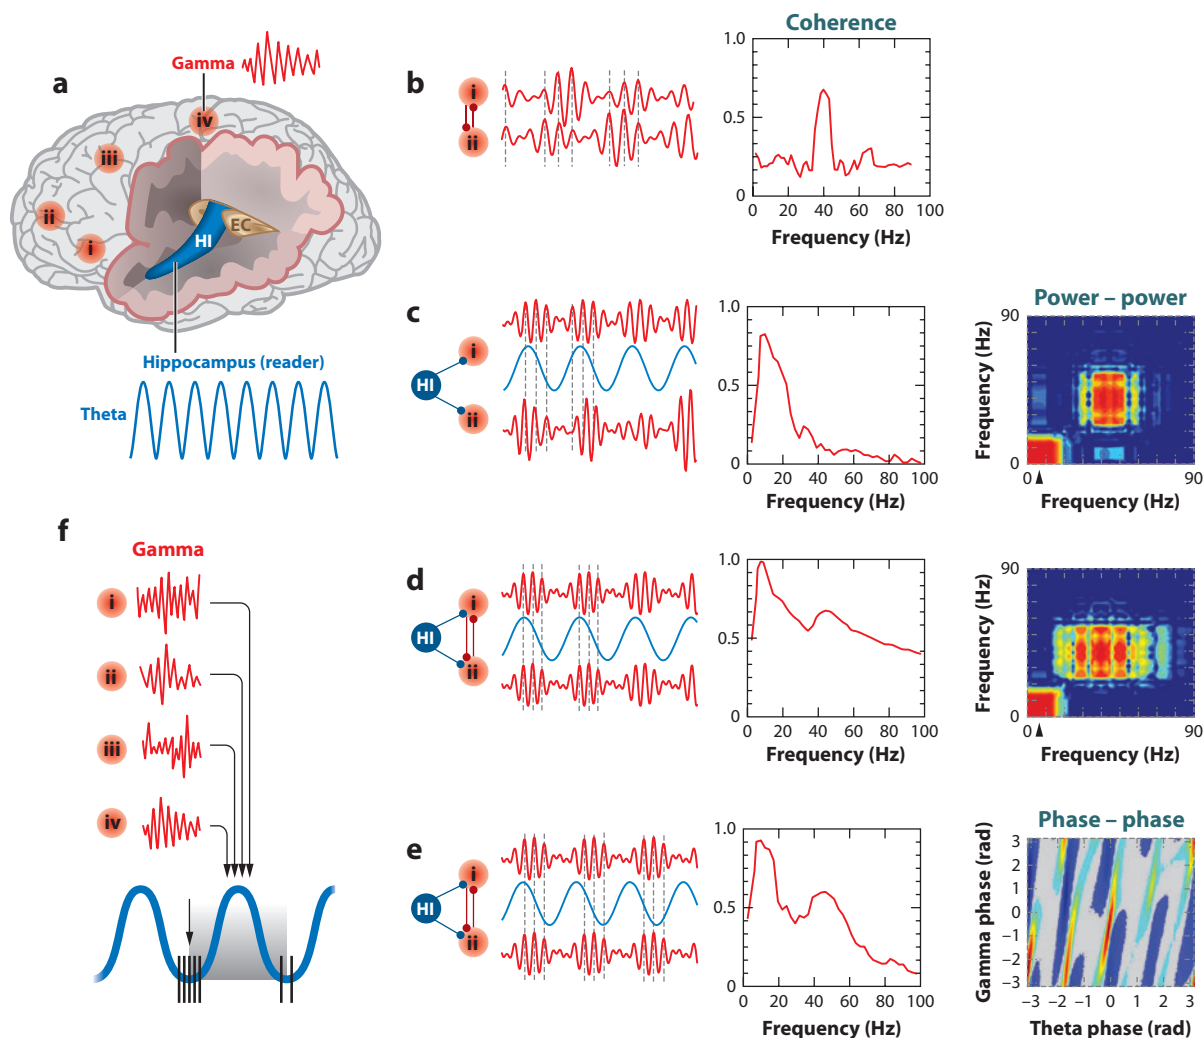 a
Gamma
iv
iii
ii
i
HI
EC
Hippocampus (reader)
Theta
b
i
ii
Coherence
1.0
0.5
0
0 20 40 60 80 100
Frequency (Hz)
c
HI
i
ii
1.0
0.5
0
0 20 40 60 80 100
Frequency (Hz)
Power – power
Frequency (Hz)
90
0
0 90
Frequency (Hz)
d
HI
i
ii
1.0
0.5
0
0 20 40 60 80 100
Frequency (Hz)
Frequency (Hz)
90
0
0 90
Frequency (Hz)
e
HI
i
ii
1.0
0.5
0
0 20 40 60 80 100
Frequency (Hz)
Phase – phase
Gamma phase (rad)
3
2
1
0
−1
−2
−3
−3 −2 −1 0 1 2 3
Theta phase (rad)
f
Gamma
i
ii
iii
iv